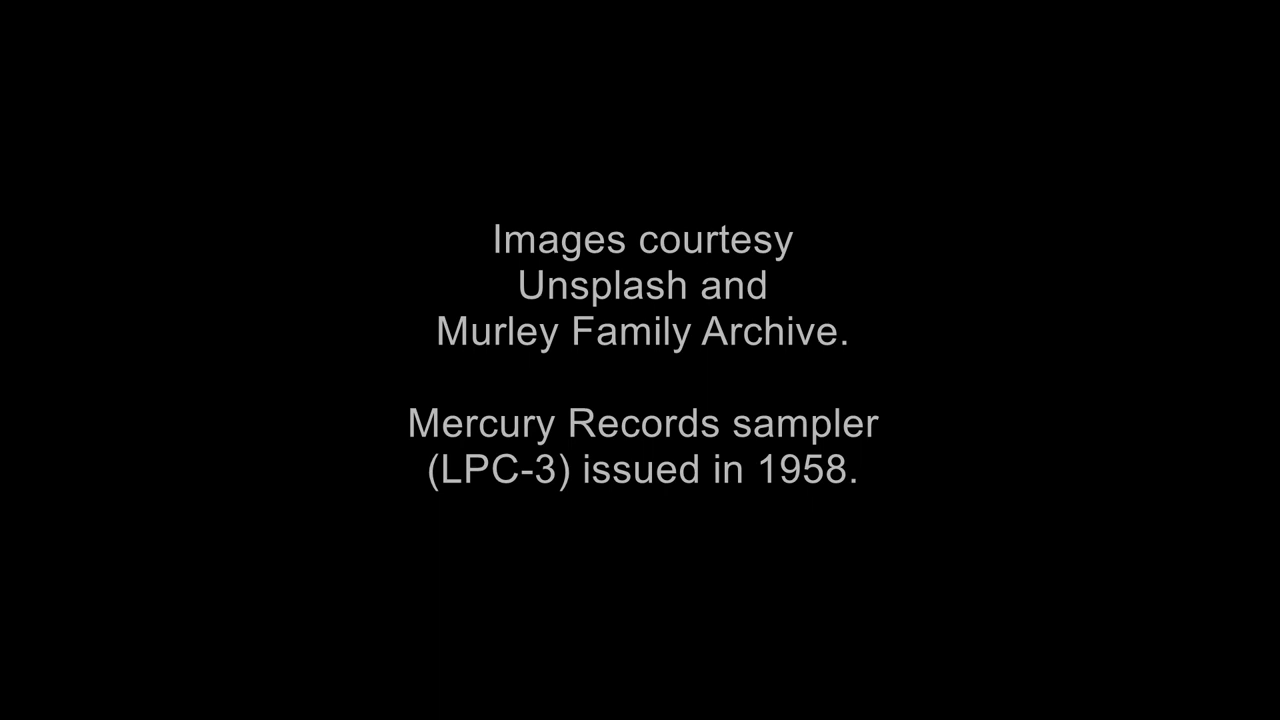 Images courtesy
Unsplash and
Murley Family Archive.
Mercury Records sampler
(LPC-3) issued in 1958.